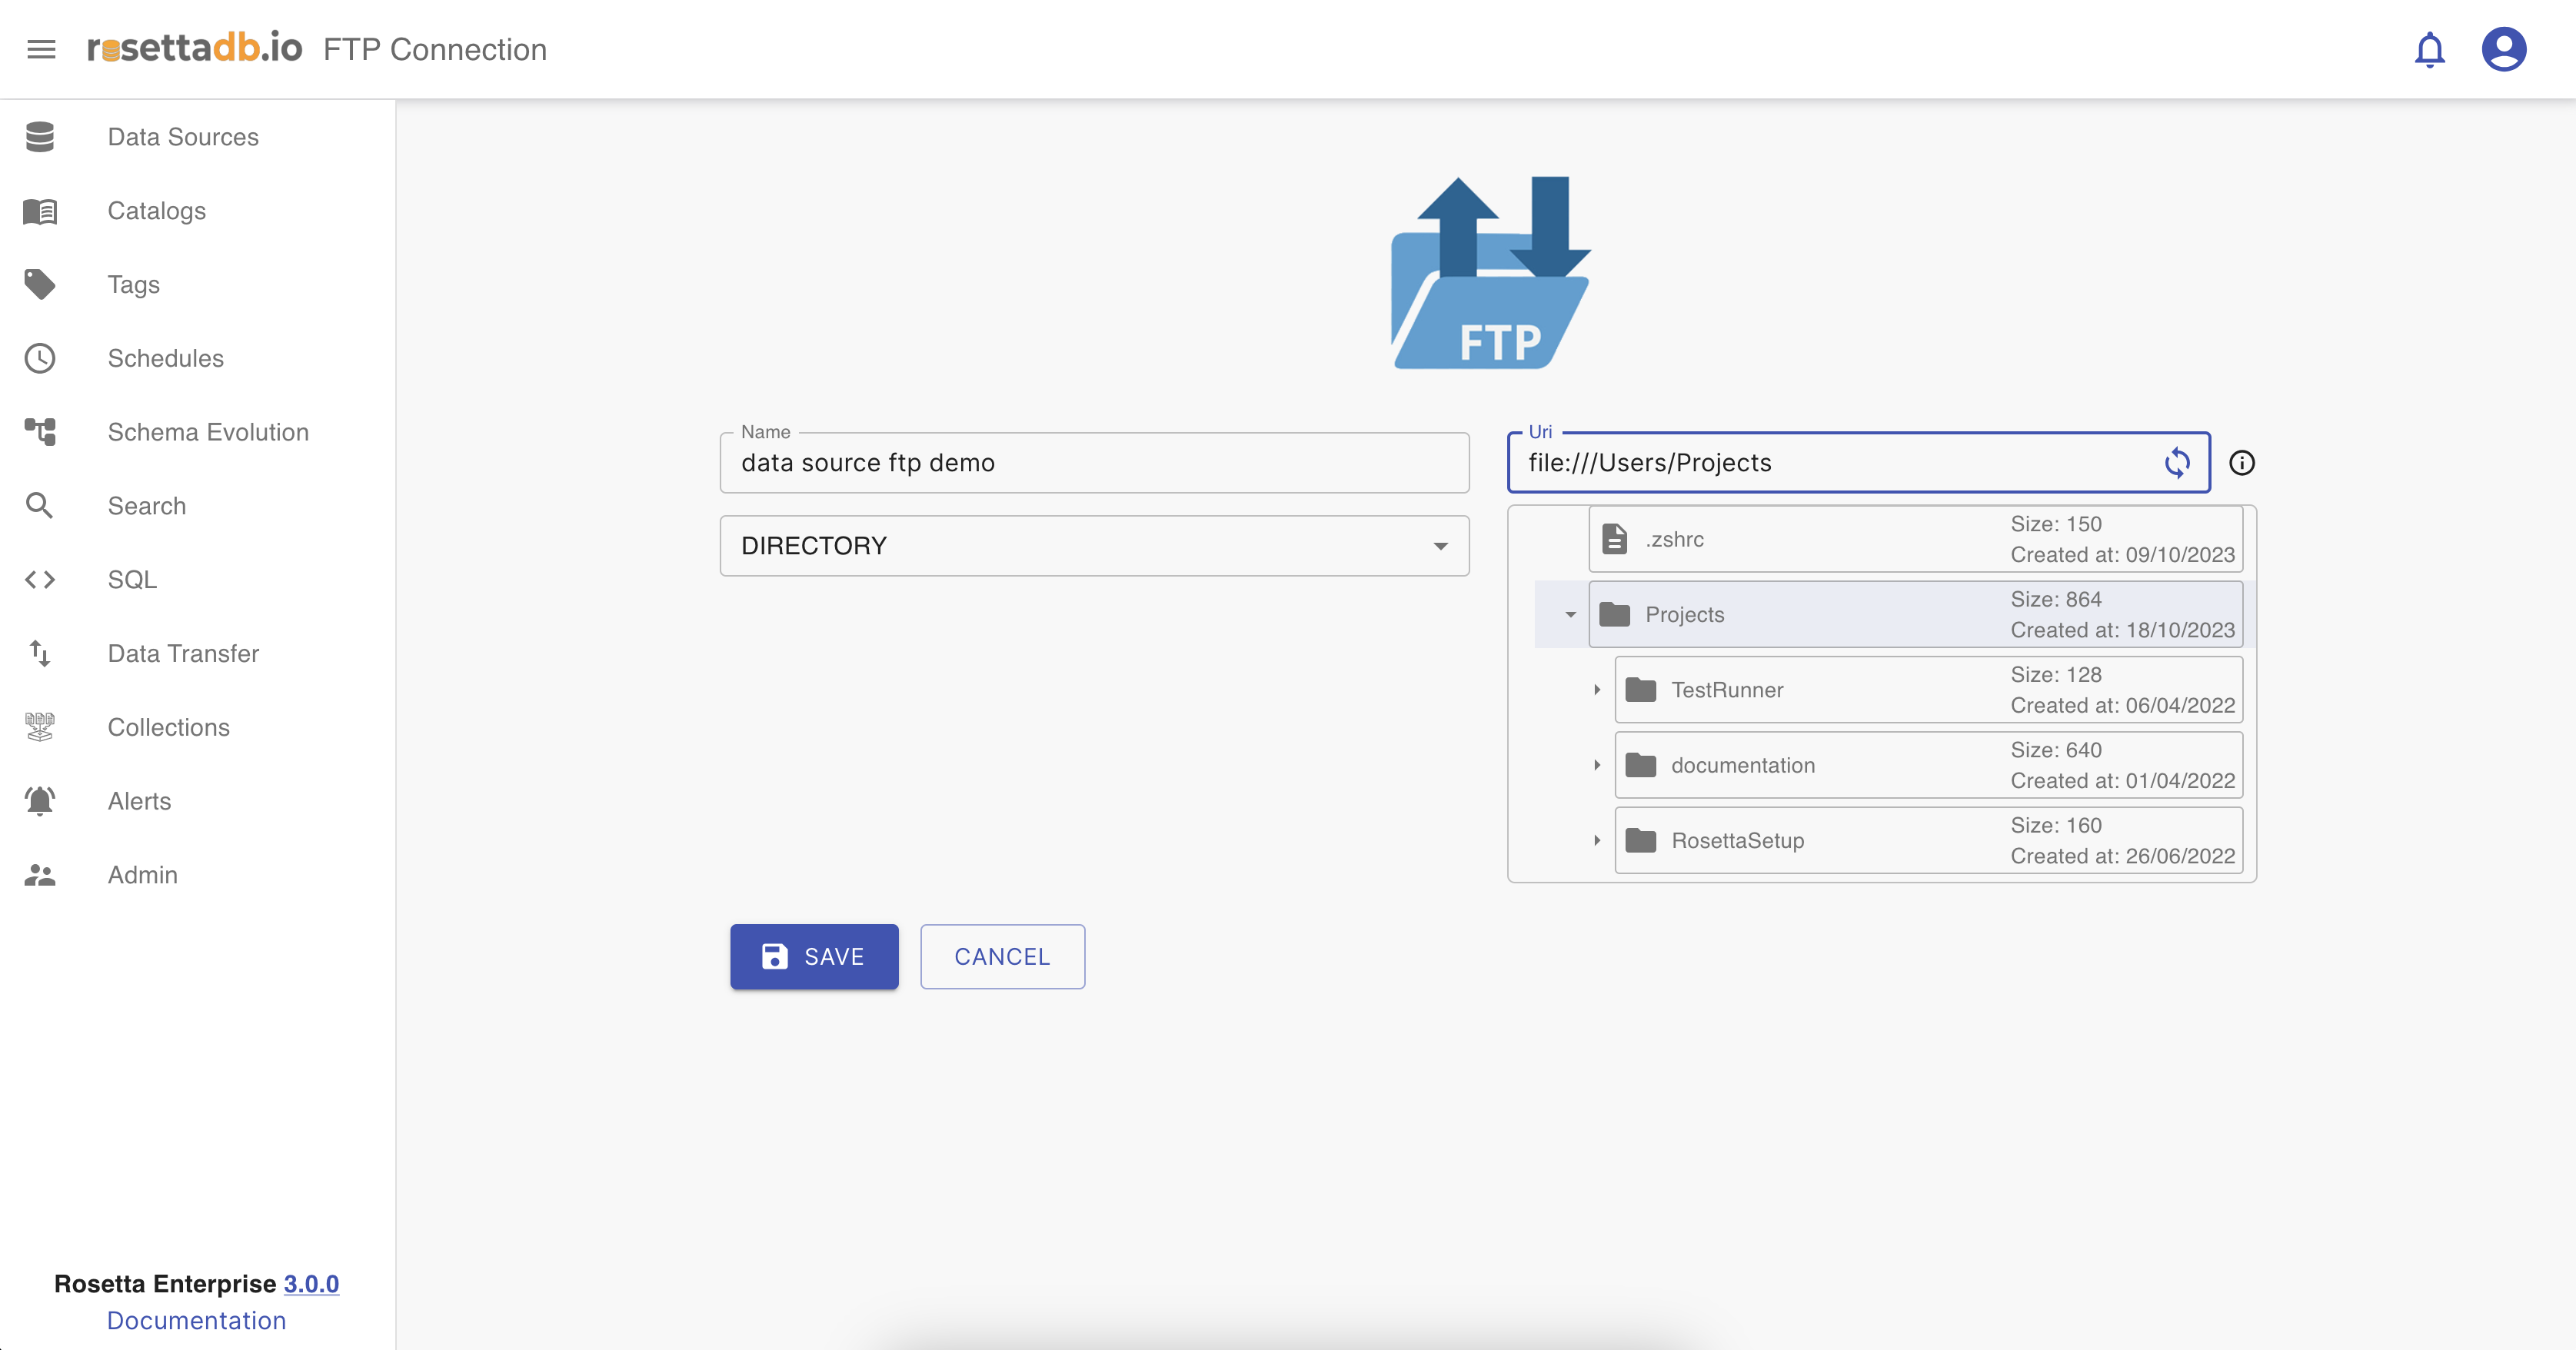 rosettadb.io FTP Connection
Data Sources
Catalogs
Tags
Schedules
Schema Evolution
Search
SQL
Data Transfer
Collections
Alerts
Admin
Rosetta Enterprise 3.0.0
Documentation
FTP
Name
data source ftp demo
DIRECTORY
Uri
file:///Users/Projects
.zshrc
Size: 150
Created at: 09/10/2023
Projects
Size: 864
Created at: 18/10/2023
TestRunner
Size: 128
Created at: 06/04/2022
documentation
Size: 640
Created at: 01/04/2022
RosettaSetup
Size: 160
Created at: 26/06/2022
SAVE
CANCEL